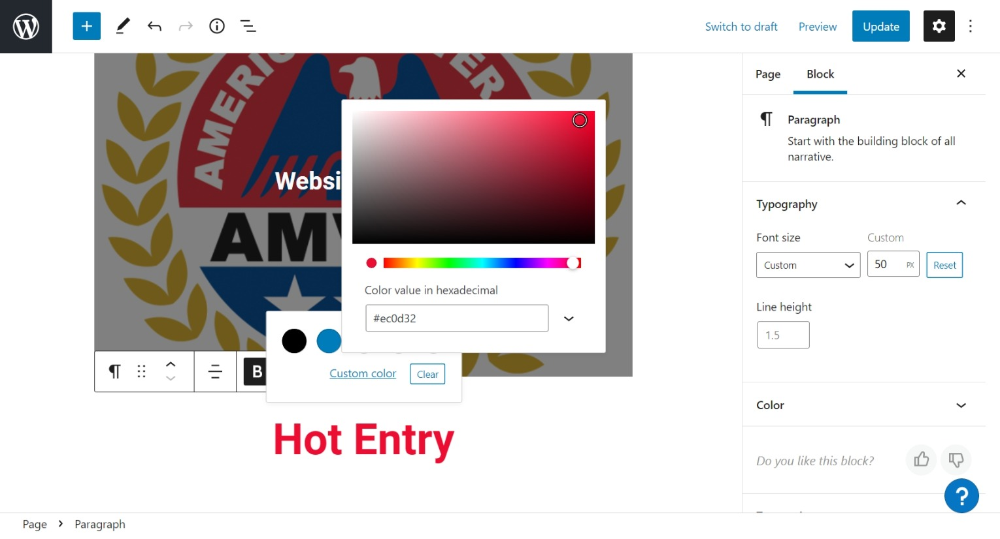 Switch to draft
Preview
Update
Page
Block
Paragraph
Start with the building block of all
narrative.
Typography
Font size
Custom
Custom
50 PX
Reset
Line height
1.5
Color
Do you like this block?
AMERIC
ER
Websi
AM
Color value in hexadecimal
#ec0d32
B
Custom color
Clear
Hot Entry
?
Page
Paragraph